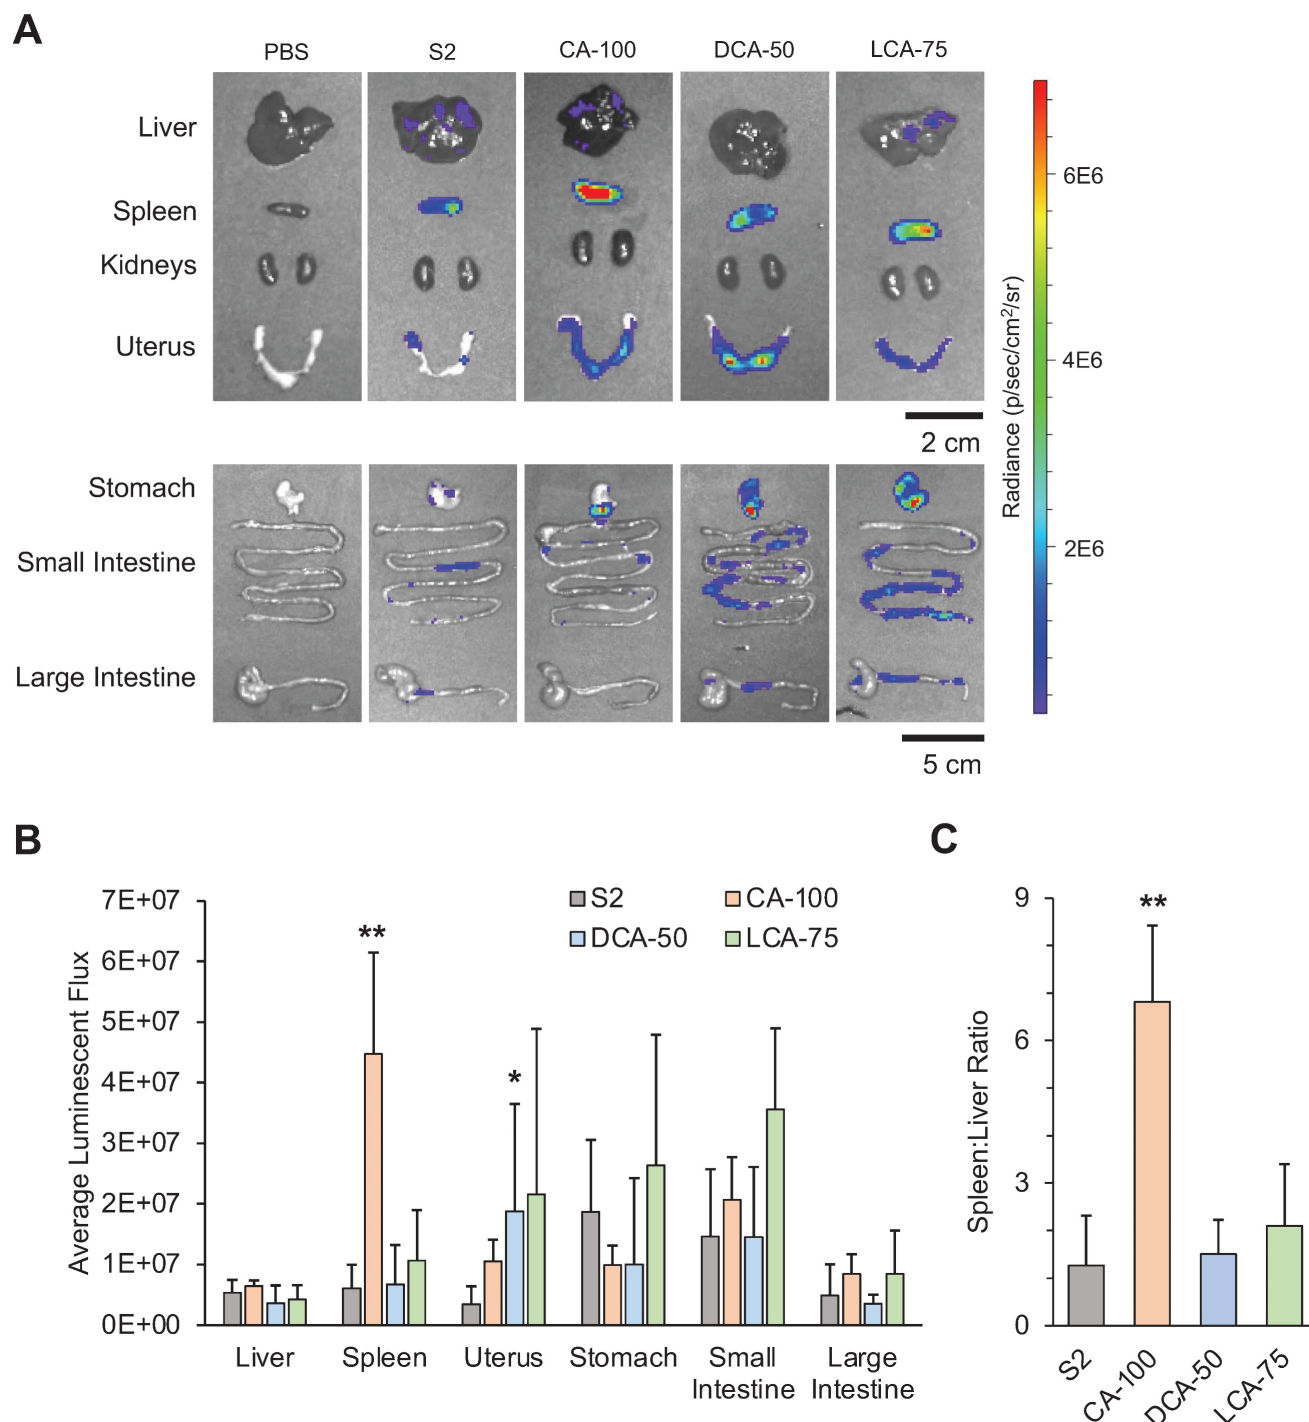 A
PBS S2 CA-100 DCA-50 LCA-75
Liver
Spleen
Kidneys
Uterus
2 cm
Stomach
Small Intestine
Large Intestine
5 cm
6E6
4E6
2E6
Radiance (p/sec/cm²/sr)
B
7E+07
6E+07
5E+07
4E+07
3E+07
2E+07
1E+07
0E+00
Average Luminescent Flux
S2 CA-100
DCA-50 LCA-75
**
*
Liver Spleen Uterus Stomach Small Large
Intestine Intestine
C
9
6
3
0
Spleen:Liver Ratio
**
S2 CA-100 DCA-50 LCA-75